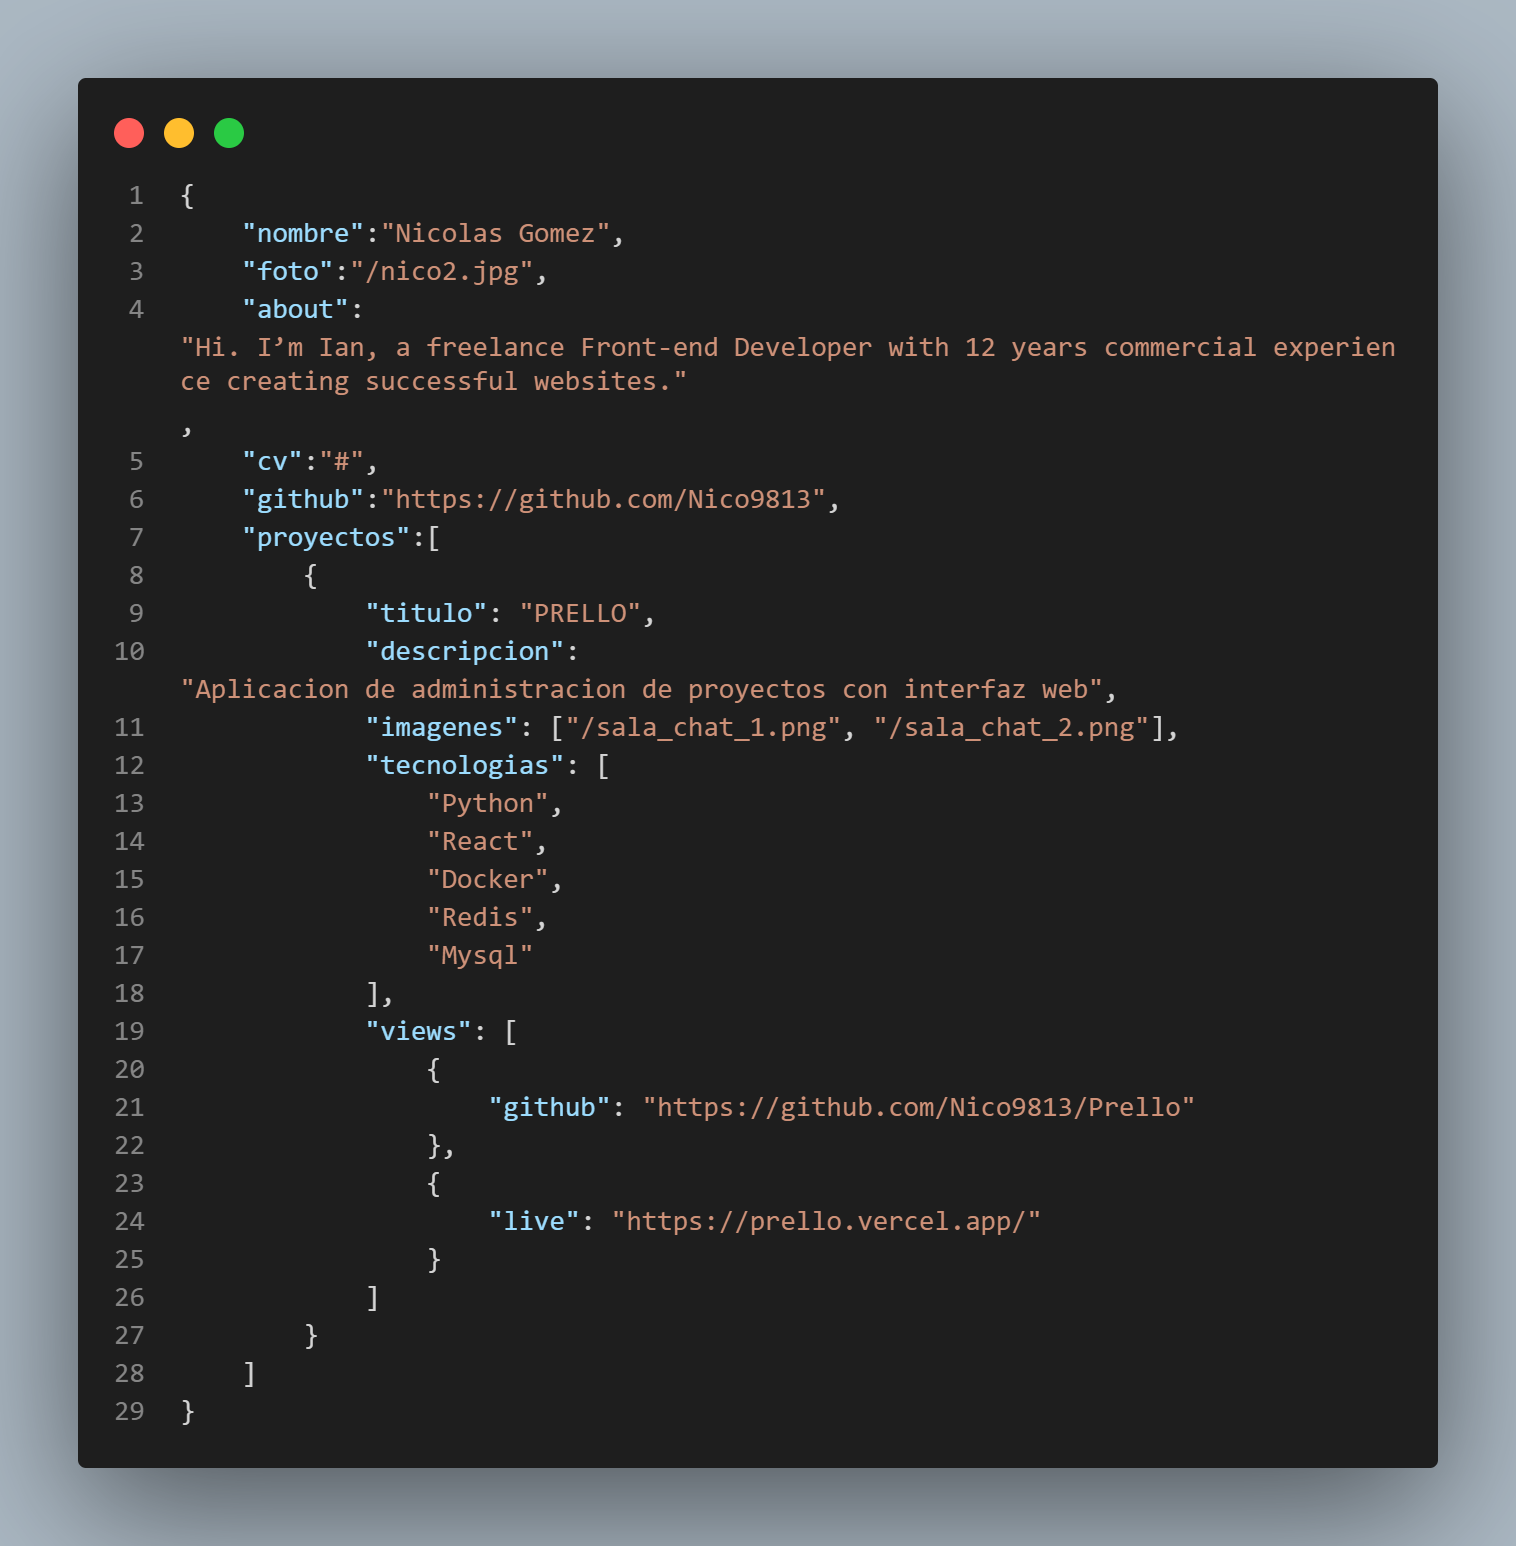 1 {
2     "nombre":"Nicolas Gomez",
3     "foto":"/nico2.jpg",
4     "about":
"Hi. I’m Ian, a freelance Front-end Developer with 12 years commercial experien
ce creating successful websites."
,
5     "cv":"#",
6     "github":"https://github.com/Nico9813",
7     "proyectos":[
8         {
9             "titulo": "PRELLO",
10             "descripcion":
"Aplicacion de administracion de proyectos con interfaz web",
11             "imagenes": ["/sala_chat_1.png", "/sala_chat_2.png"],
12             "tecnologias": [
13                 "Python",
14                 "React",
15                 "Docker",
16                 "Redis",
17                 "Mysql"
18             ],
19             "views": [
20                 {
21                     "github": "https://github.com/Nico9813/Prello"
22                 },
23                 {
24                     "live": "https://prello.vercel.app/"
25                 }
26             ]
27         }
28     ]
29 }